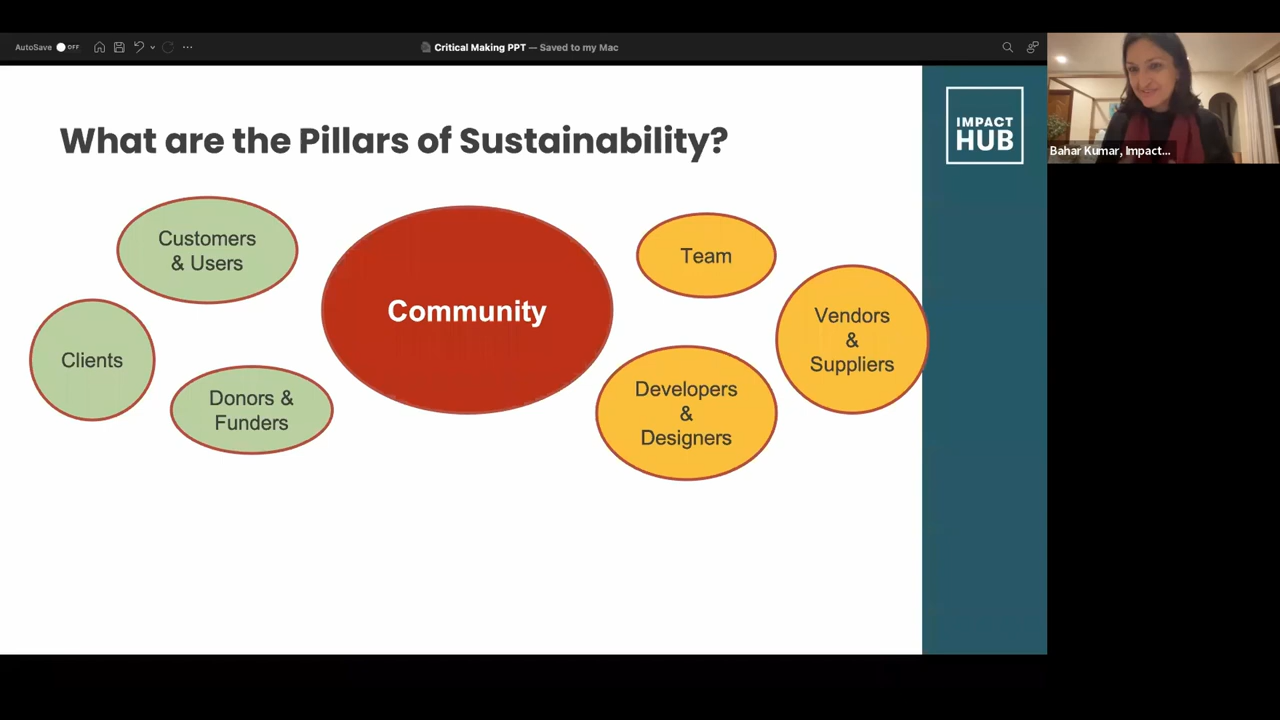 AutoSave OFF
Critical Making PPT — Saved to my Mac
What are the Pillars of Sustainability?
IMPACT
HUB
Bahar Kumar, Impact...
Customers
& Users
Clients
Donors &
Funders
Community
Team
Vendors
&
Suppliers
Developers
&
Designers